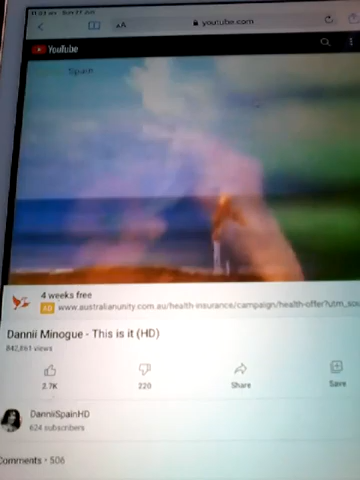 youtube.com
YouTube
Spain
4 weeks free
AD www.australianunity.com.au/health-insurance/campaign/health-offer?utm_sou
Dannii Minogue - This is it (HD)
842,861 views
2.7K
220
Share
Save
DanniiSpainHD
624 subscribers
Comments • 506